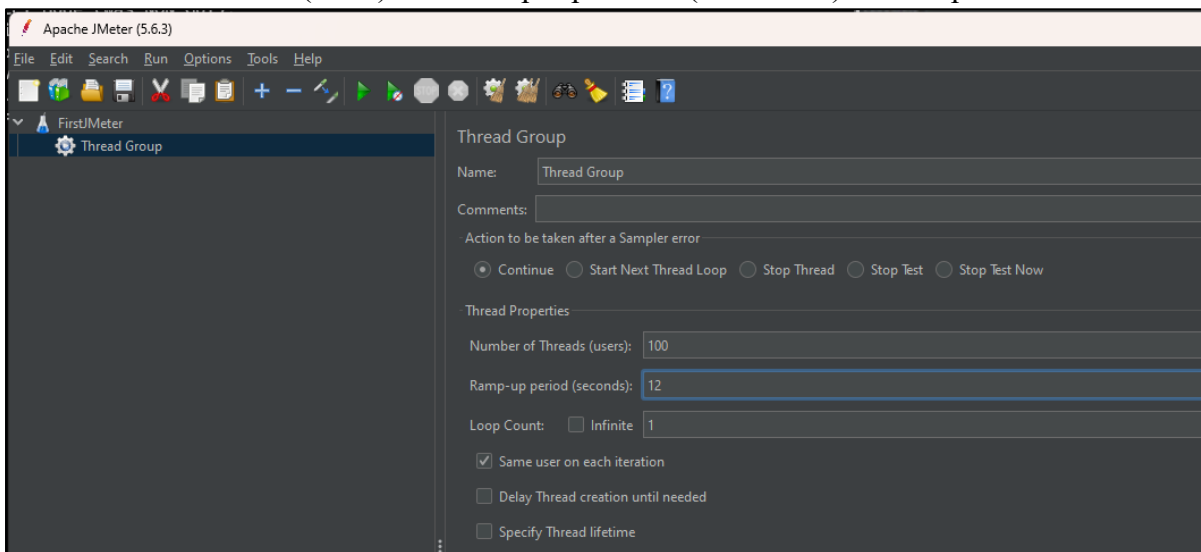 Apache JMeter (5.6.3)
File Edit Search Run Options Tools Help
STOP
FirstJMeter
Thread Group
Thread Group
Name: Thread Group
Comments:
Action to be taken after a Sampler error
Continue Start Next Thread Loop Stop Thread Stop Test Stop Test Now
Thread Properties
Number of Threads (users): 100
Ramp-up period (seconds): 12
Loop Count: Infinite 1
Same user on each iteration
Delay Thread creation until needed
Specify Thread lifetime